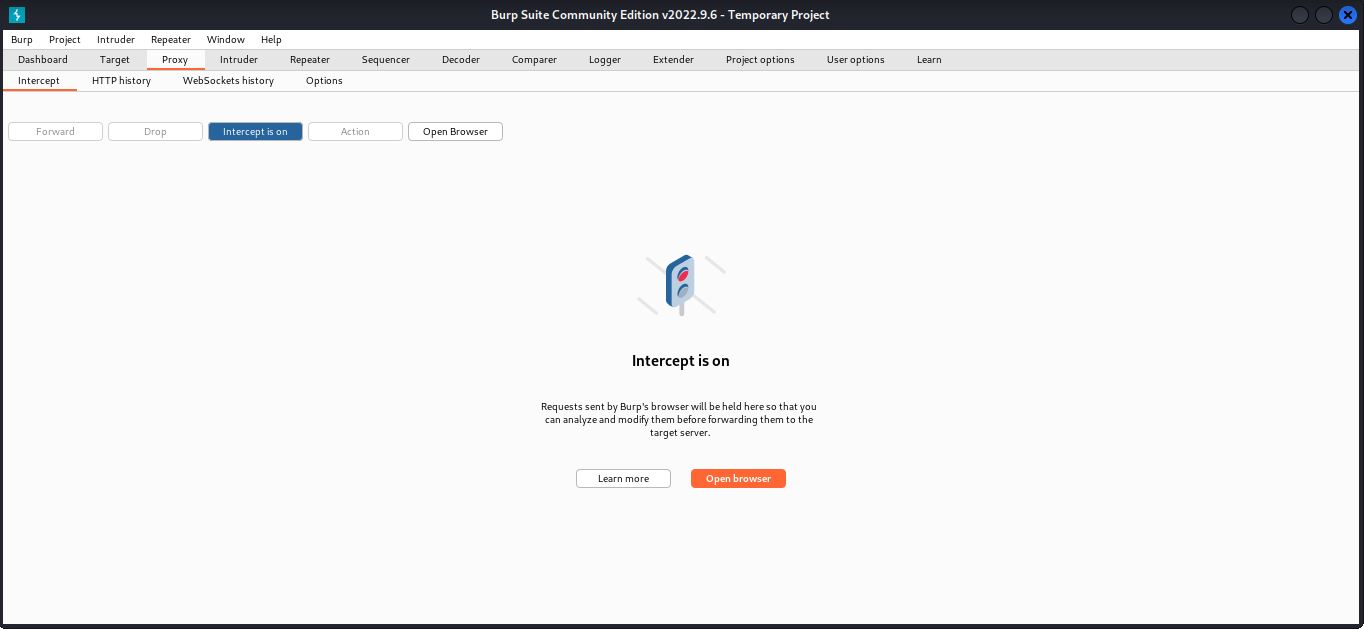 Burp Suite Community Edition v2022.9.6 - Temporary Project
Burp Project Intruder Repeater Window Help
Dashboard Target Proxy Intruder Repeater Sequencer Decoder Comparer Logger Extender Project options User options Learn
Intercept HTTP history WebSockets history Options
Forward Drop Intercept is on Action Open Browser
Intercept is on
Requests sent by Burp's browser will be held here so that you
can analyze and modify them before forwarding them to the
target server.
Learn more Open browser